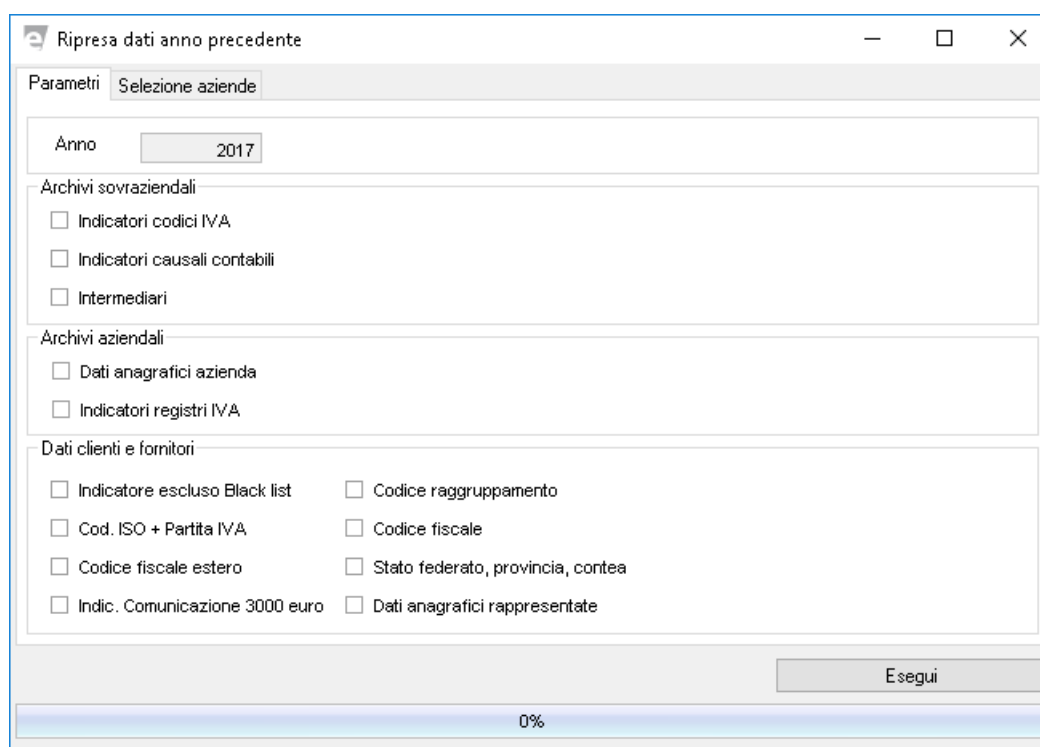 Ripresa dati anno precedente
Parametri Selezione aziende
Anno 2017
Archivi sovraziendali
Indicatori codici IVA
Indicatori causali contabili
Intermediari
Archivi aziendali
Dati anagrafici azienda
Indicatori registri IVA
Dati clienti e fornitori
Indicatore escluso Black list Codice raggruppamento
Cod. ISO + Partita IVA Codice fiscale
Codice fiscale estero Stato federato, provincia, contea
Indic. Comunicazione 3000 euro Dati anagrafici rappresentate
Esegui
0%